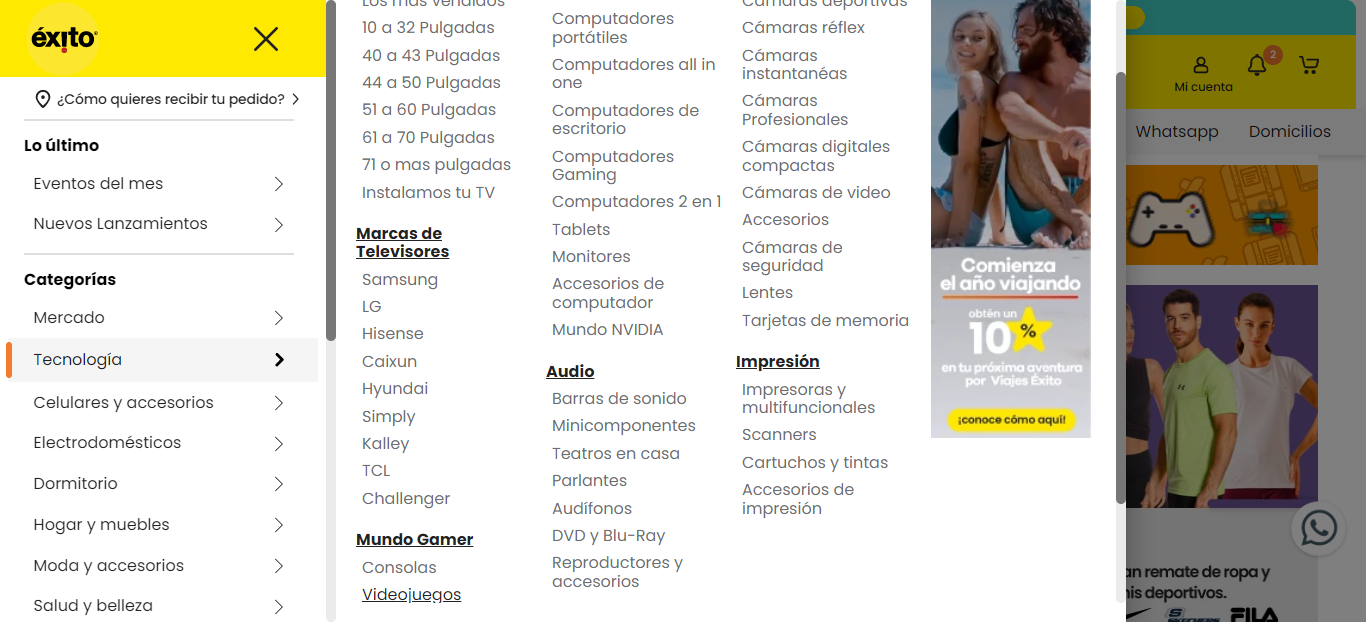 éxito
¿Cómo quieres recibir tu pedido?
Lo último
Eventos del mes
Nuevos Lanzamientos
Categorías
Mercado
Tecnología
Celulares y accesorios
Electrodomésticos
Dormitorio
Hogar y muebles
Moda y accesorios
Salud y belleza
Los más vendidos
10 a 32 Pulgadas
40 a 43 Pulgadas
44 a 50 Pulgadas
51 a 60 Pulgadas
61 a 70 Pulgadas
71 o mas pulgadas
Instalamos tu TV
Marcas de
Televisores
Samsung
LG
Hisense
Caixun
Hyundai
Simply
Kalley
TCL
Challenger
Mundo Gamer
Consolas
Videojuegos
Computadores
portátiles
Computadores all in
one
Computadores de
escritorio
Computadores
Gaming
Computadores 2 en 1
Tablets
Monitores
Accesorios de
computador
Mundo NVIDIA
Audio
Barras de sonido
Minicomponentes
Teatros en casa
Parlantes
Audífonos
DVD y Blu-Ray
Reproductores y
accesorios
Cámaras deportivas
Cámaras réflex
Cámaras
instantanéas
Cámaras
Profesionales
Cámaras digitales
compactas
Cámaras de video
Accesorios
Cámaras de
seguridad
Lentes
Tarjetas de memoria
Impresión
Impresoras y
multifuncionales
Scanners
Cartuchos y tintas
Accesorios de
impresión
Comienza
el año viajando
obtén un
10%
en tu próxima aventura
por Viajes Éxito
¡conoce cómo aquí!
Mi cuenta
2
Whatsapp
Domicilios
an remate de ropa y
nis deportivos.
SKECHERS
FILA